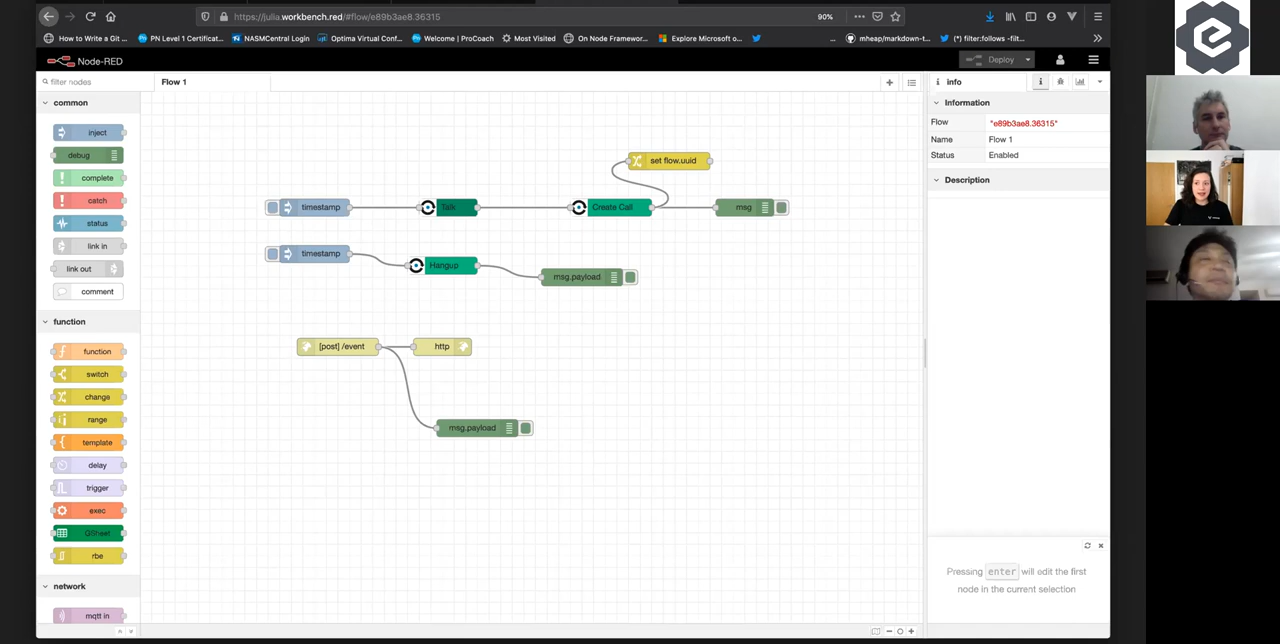 https://julia.workbench.red/#flow/e89b3ae8.36315
90%
How to Write a Git ...
PN Level 1 Certificat...
NASMCentral Login
Optima Virtual Conf...
Welcome | ProCoach
Most Visited
On Node Framewor...
Explore Microsoft o...
...
mheap/markdown-t...
(*) filter:follows -filt...
Node-RED
Deploy
filter nodes
Flow 1
info
common
inject
debug
complete
catch
status
link in
link out
comment
function
function
switch
change
range
template
delay
trigger
exec
GSheet
rbe
network
mqtt in
set flow.uuid
timestamp
Talk
Create Call
msg
timestamp
Hangup
msg.payload
[post] /event
http
msg.payload
Information
Flow "e89b3ae8.36315"
Name Flow 1
Status Enabled
Description
Pressing enter will edit the first
node in the current selection